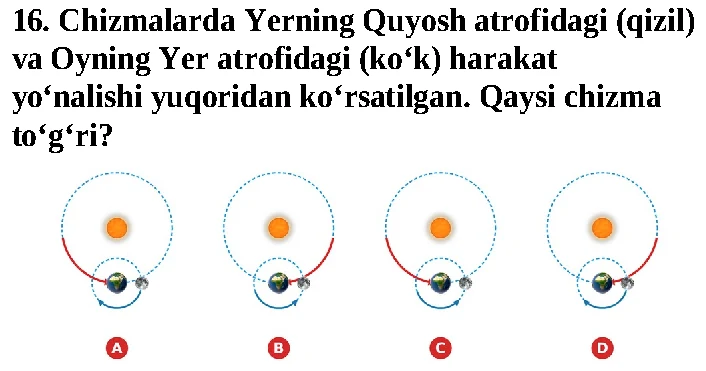 16. Chizmalarda Yerning Quyosh atrofidagi (qizil)
va Oyning Yer atrofidagi (ko‘k) harakat
yo‘nalishi yuqoridan ko‘rsatilgan. Qaysi chizma
to‘g‘ri?
A B C D